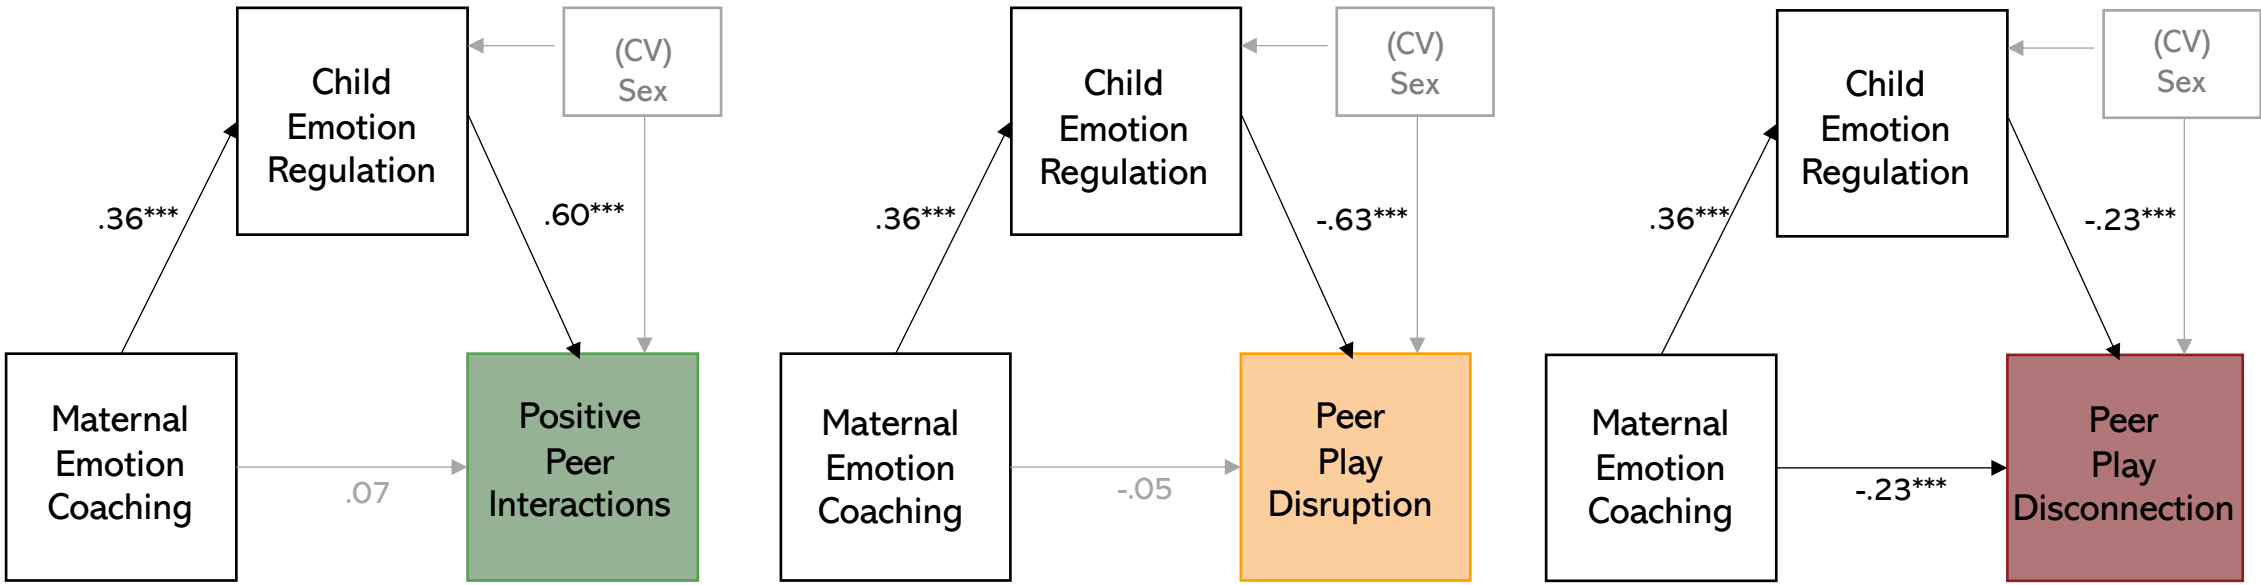 Child
Emotion
Regulation
(CV)
Sex
.36***
.60***
Maternal
Emotion
Coaching
.07
Positive
Peer
Interactions
Child
Emotion
Regulation
(CV)
Sex
.36***
-.63***
Maternal
Emotion
Coaching
-.05
Peer
Play
Disruption
Child
Emotion
Regulation
(CV)
Sex
.36***
-.23***
Maternal
Emotion
Coaching
-.23***
Peer
Play
Disconnection